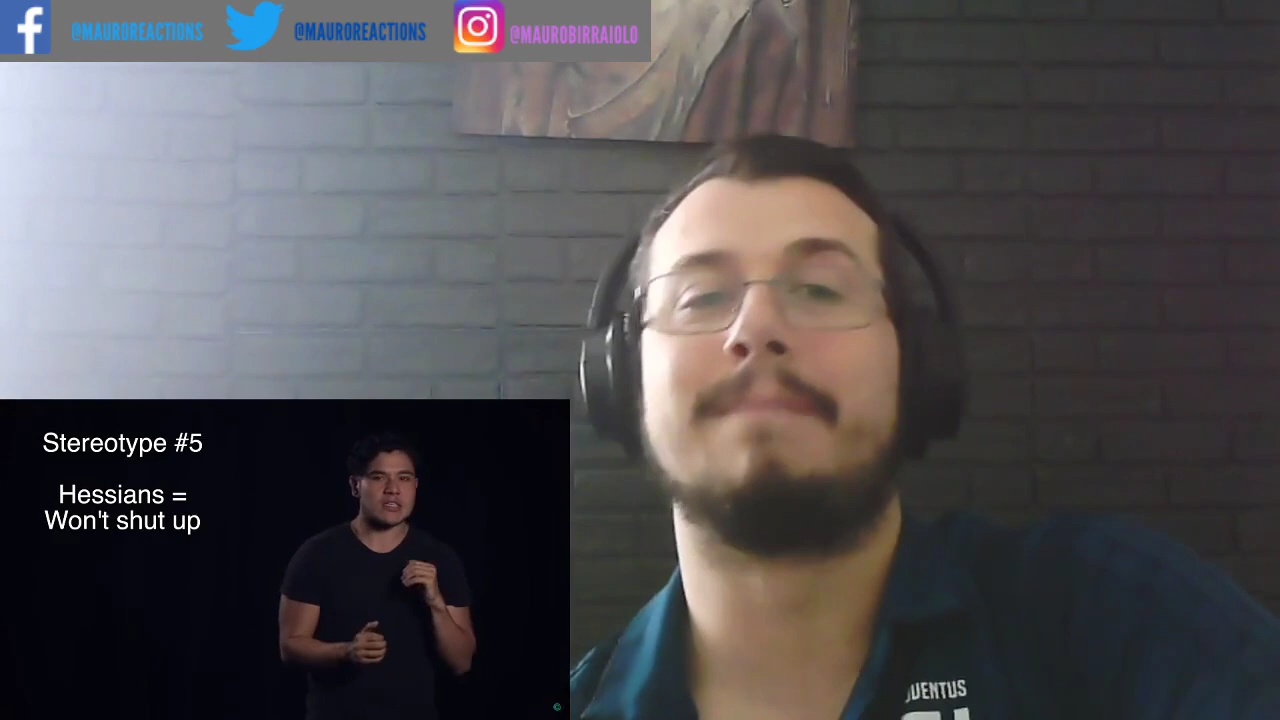 @MAUROREACTIONS
@MAUROREACTIONS
@MAUROBIRRAIOLO
Stereotype #5
Hessians =
Won't shut up
JUVENTUS
©